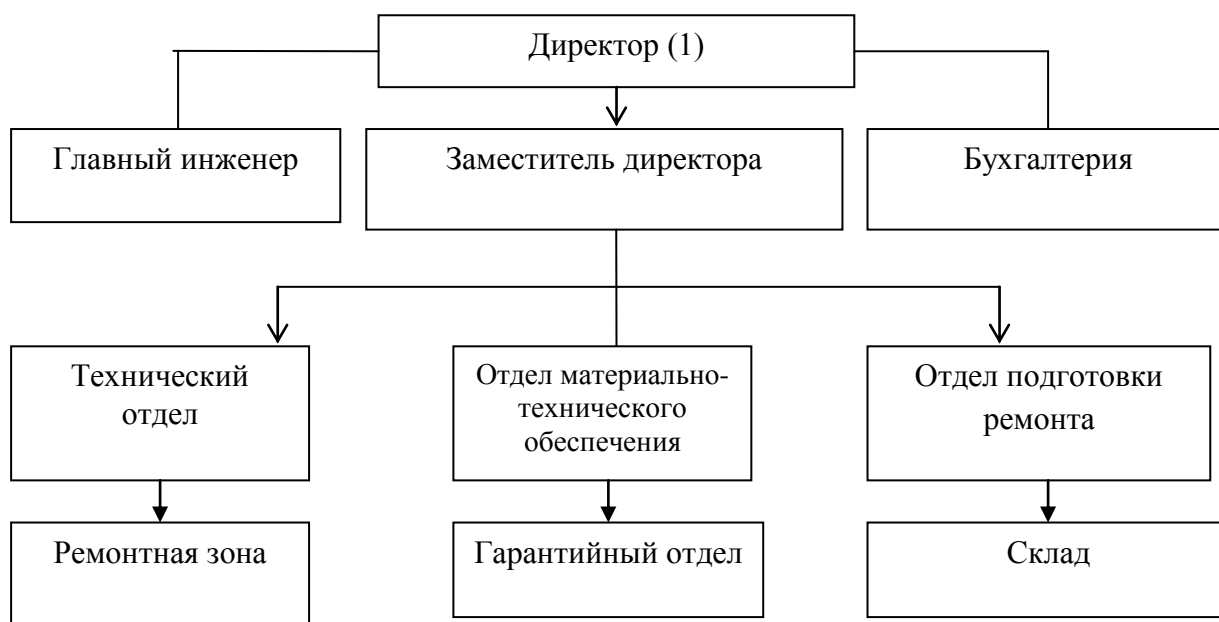 Директор (1)
Главный инженер
Заместитель директора
Бухгалтерия
Технический
отдел
Отдел материально-
технического
обеспечения
Отдел подготовки
ремонта
Ремонтная зона
Гарантийный отдел
Склад